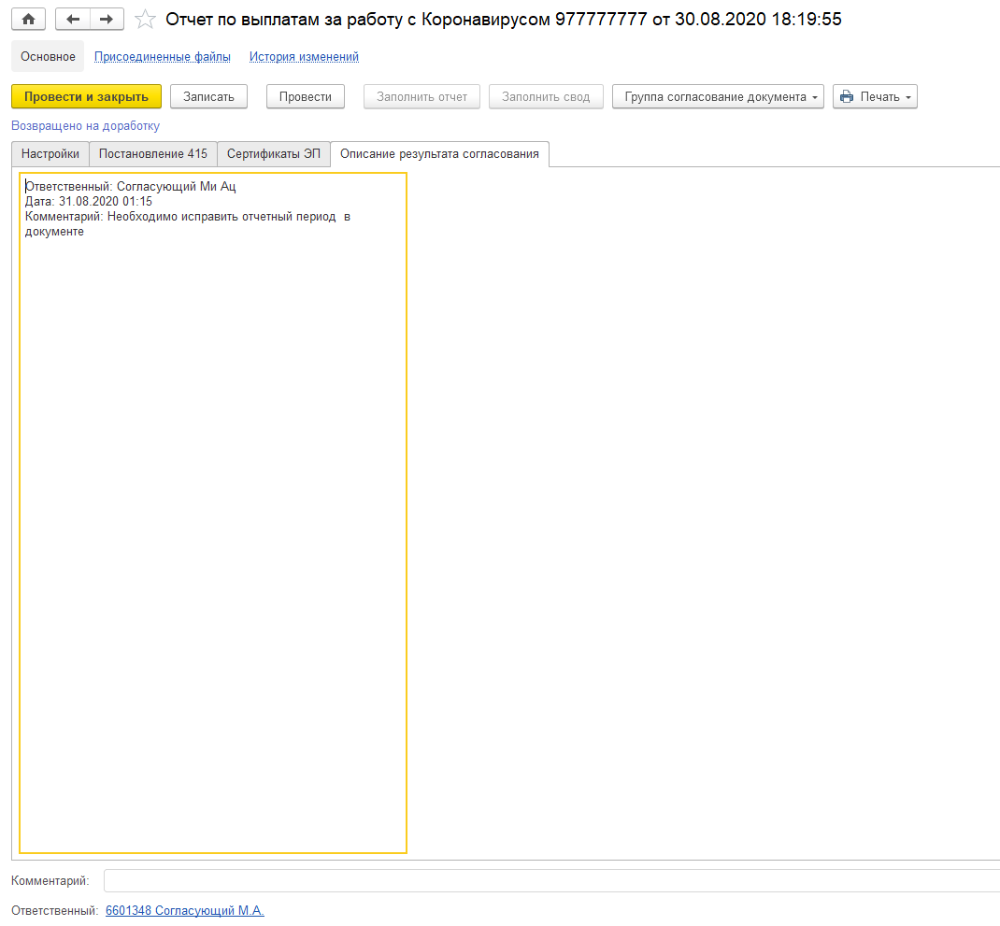 Отчет по выплатам за работу с Коронавирусом 977777777 от 30.08.2020 18:19:55
Основное Присоединенные файлы История изменений
Провести и закрыть Записать Провести Заполнить отчет Заполнить свод Группа согласование документа Печать
Возвращено на доработку
Настройки Постановление 415 Сертификаты ЭП Описание результата согласования
Ответственный: Согласующий Ми Ац
Дата: 31.08.2020 01:15
Комментарий: Необходимо исправить отчетный период  в
документе
Комментарий:
Ответственный: 6601348 Согласующий М.А.